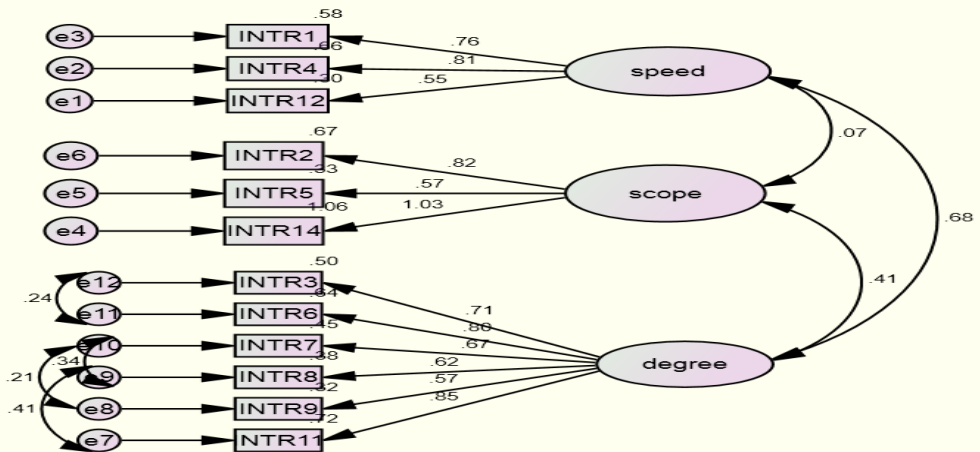 .58
e3 INTR1 .76
.66
e2 INTR4 .81 speed
.30
e1 INTR12 .55
.07
.67
e6 INTR2 .82
.33
e5 INTR5 .57 scope
1.06
e4 INTR14 1.03
.68
.41
.50
e12 INTR3 .71
.24 .64
e11 INTR6 .80
.45
e10 INTR7 .67
.34 .38 degree
.21 e9 INTR8 .62
.32
.41 e8 INTR9 .57
.72
e7 NTR11 .85